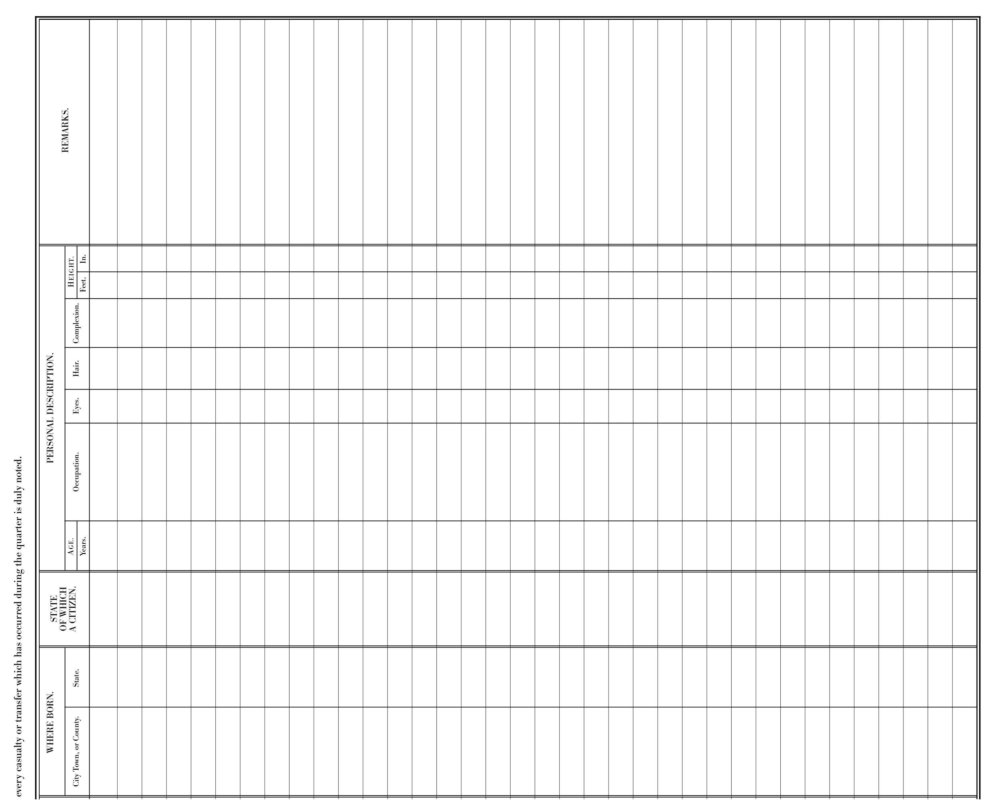 every casualty or transfer which has occurred during the quarter is duly noted.
WHERE BORN.
STATE
OF WHICH
A CITIZEN.
PERSONAL DESCRIPTION.
REMARKS.
City Town, or County.
State.
AGE.
Years.
Occupation.
Eyes.
Hair.
Complexion.
HEIGHT.
Feet.
In.